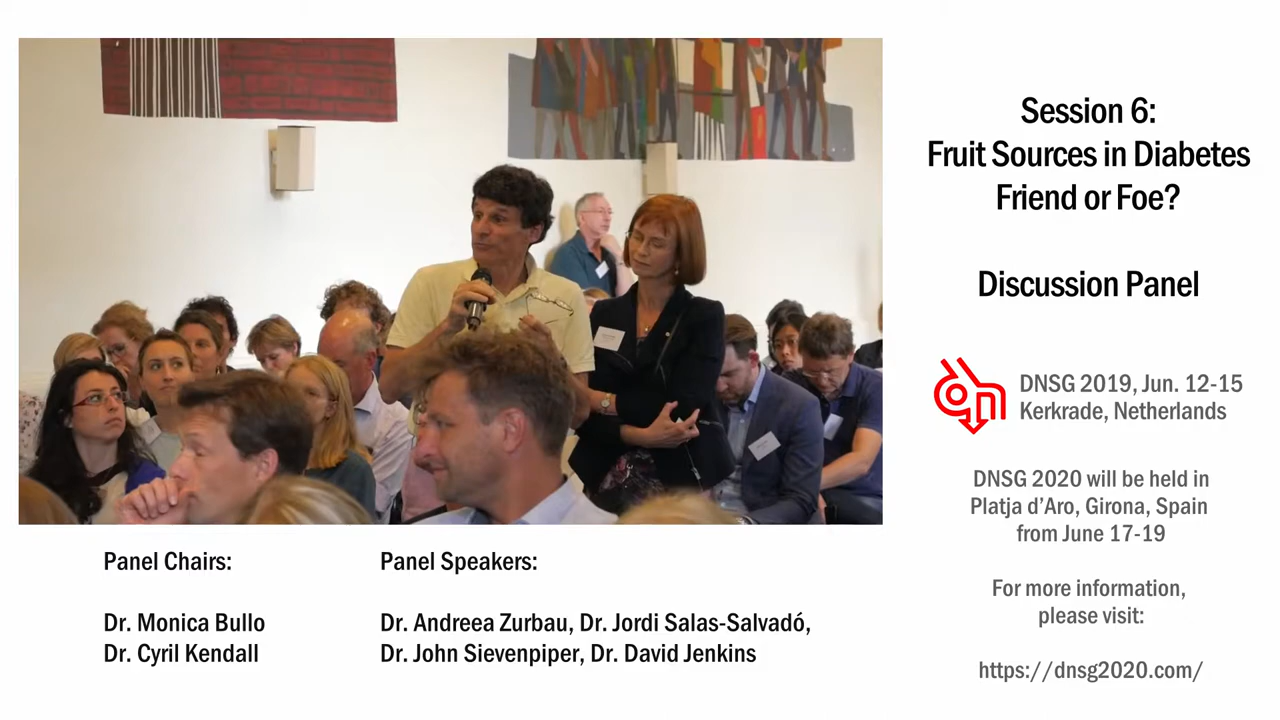 Session 6:
Fruit Sources in Diabetes
Friend or Foe?
Discussion Panel
DNSG 2019, Jun. 12-15
Kerkrade, Netherlands
DNSG 2020 will be held in
Platja d’Aro, Girona, Spain
from June 17-19
For more information,
please visit:
https://dnsg2020.com/
Panel Chairs:
Dr. Monica Bullo
Dr. Cyril Kendall
Panel Speakers:
Dr. Andreea Zurbau, Dr. Jordi Salas-Salvadó,
Dr. John Sievenpiper, Dr. David Jenkins